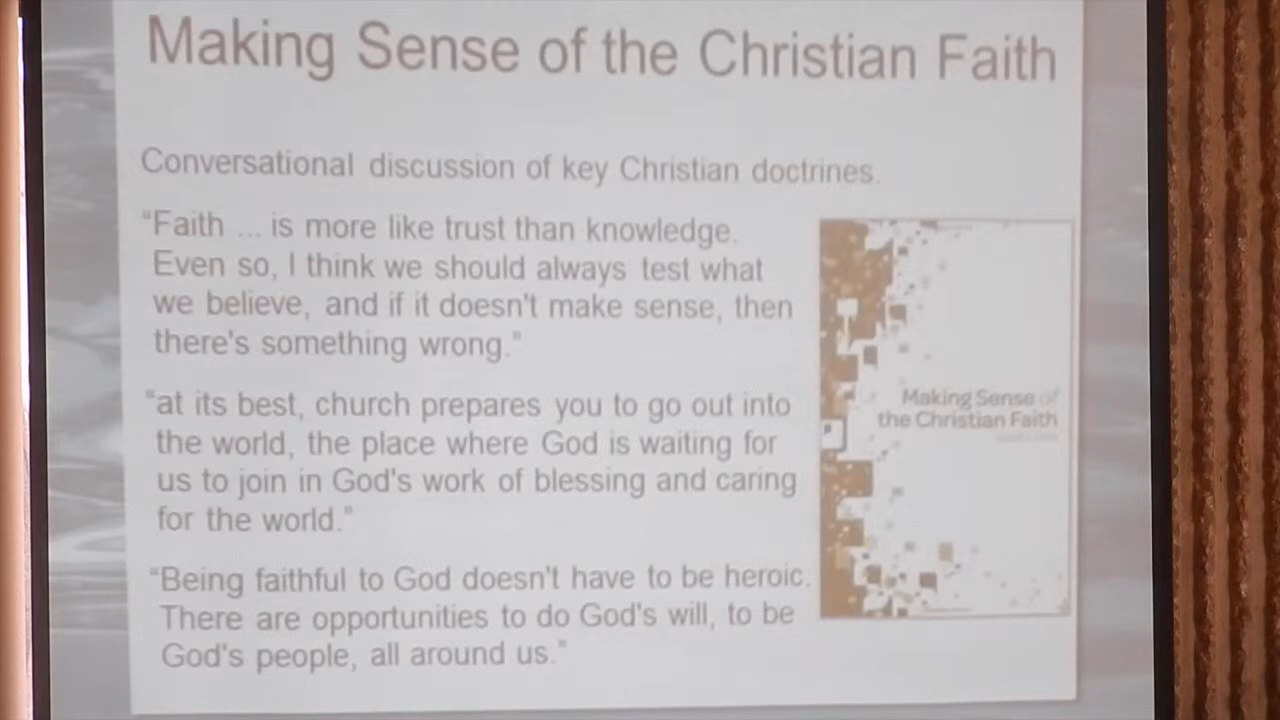 Making Sense of the Christian Faith
Conversational discussion of key Christian doctrines.
“Faith ... is more like trust than knowledge.
Even so, I think we should always test what
we believe, and if it doesn't make sense, then
there's something wrong.”
“at its best, church prepares you to go out into
the world, the place where God is waiting for
us to join in God's work of blessing and caring
for the world.”
“Being faithful to God doesn't have to be heroic.
There are opportunities to do God's will, to be
God's people, all around us.”
Making Sense of
the Christian Faith